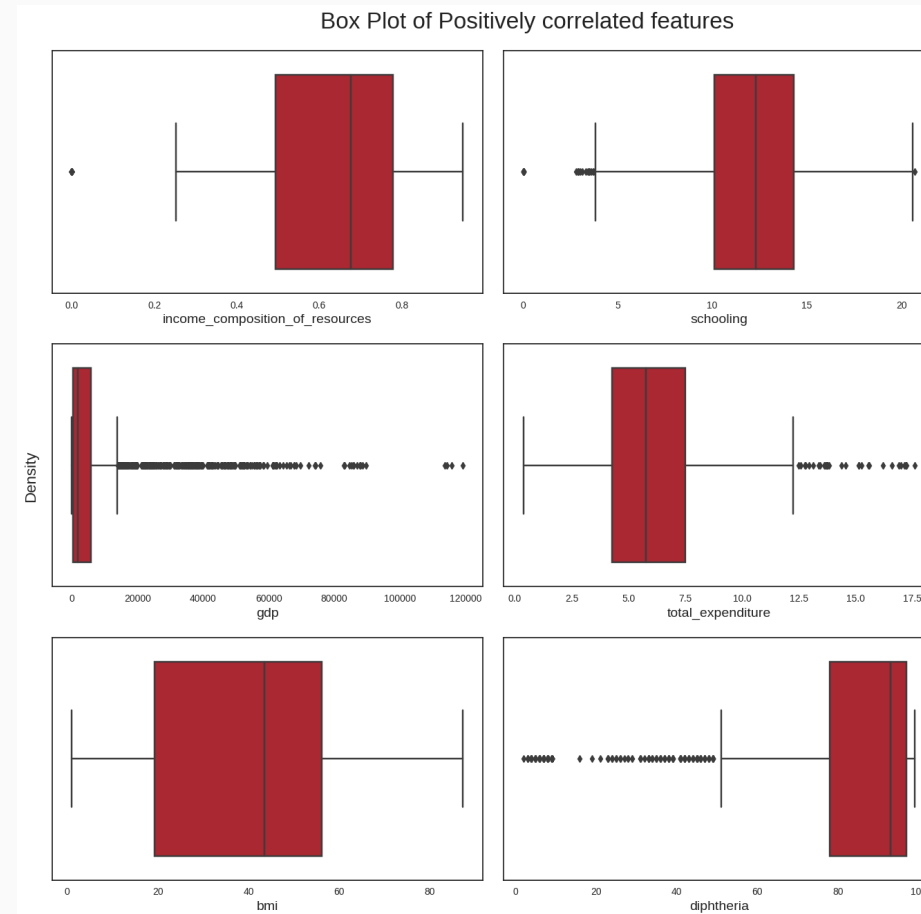 Box Plot of Positively correlated features
0.0 0.2 0.4 0.6 0.8
income_composition_of_resources
0 5 10 15 20
schooling
Density
0 20000 40000 60000 80000 100000 120000
gdp
0.0 2.5 5.0 7.5 10.0 12.5 15.0 17.5
total_expenditure
0 20 40 60 80
bmi
0 20 40 60 80 10
diphtheria